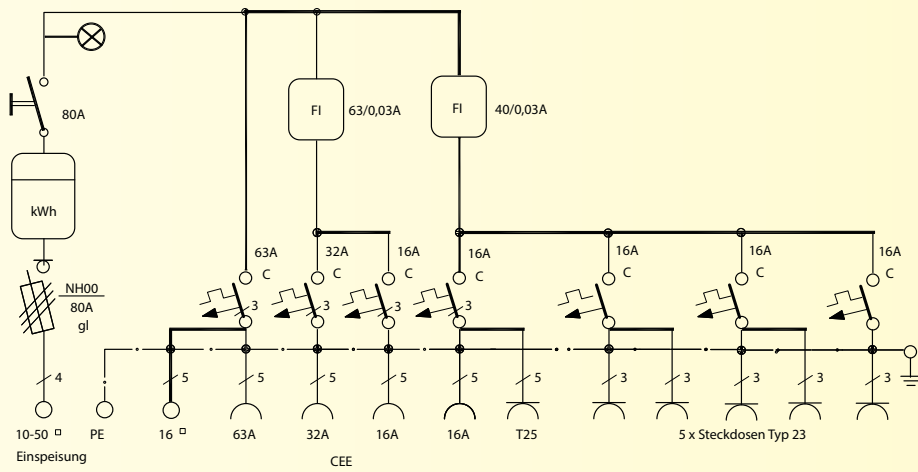 80A
FI 63/0,03A
FI 40/0,03A
kWh
63A 32A 16A 16A 16A 16A 16A
C C C C C C C
NH00
80A
gl
3 3 3 3
4 5 5 5 5 5 5 3 3 3 3 3
10-50 □ PE 16 □ 63A 32A 16A 16A T25 5 x Steckdosen Typ 23
Einspeisung
CEE